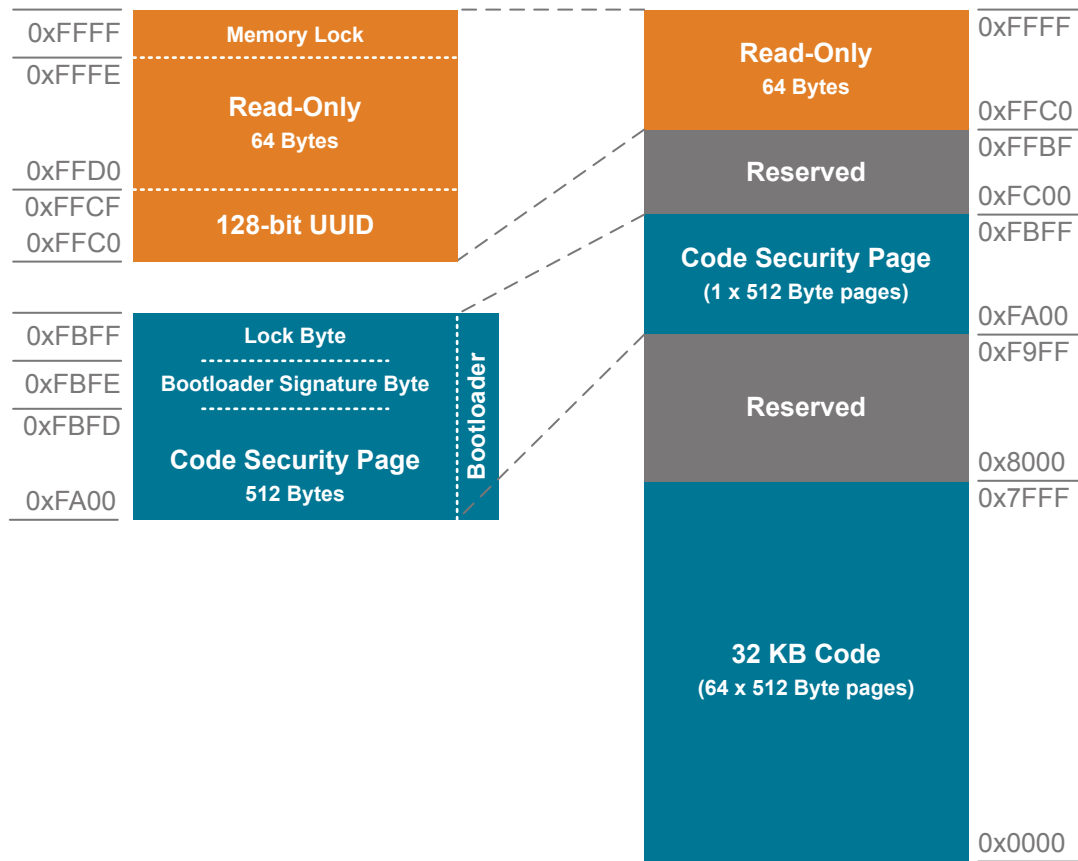 0xFFFF
Memory Lock
0xFFFE
Read-Only
64 Bytes
0xFFD0
0xFFCF
128-bit UUID
0xFFC0
0xFBFF
Lock Byte
0xFBFE
Bootloader Signature Byte
0xFBFD
Code Security Page
512 Bytes
0xFA00
Bootloader
0xFFFF
Read-Only
64 Bytes
0xFFC0
0xFFBF
Reserved
0xFC00
0xFBFF
Code Security Page
(1 x 512 Byte pages)
0xFA00
0xF9FF
Reserved
0x8000
0x7FFF
32 KB Code
(64 x 512 Byte pages)
0x0000